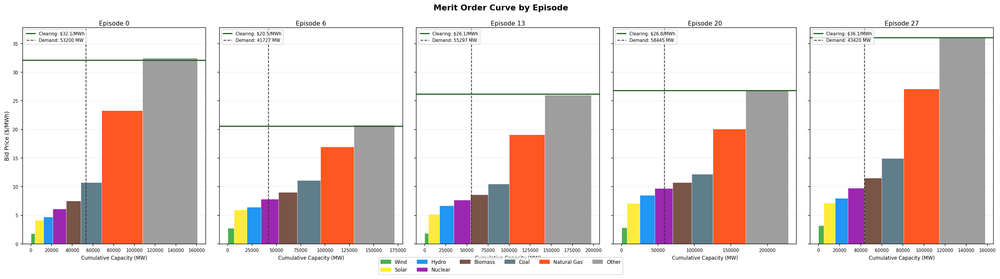 Merit Order Curve by Episode
Episode 0
Clearing: $32.1/MWh
Demand: 53200 MW
Bid Price ($/MWh)
35
30
25
20
15
10
5
0
0 20000 40000 60000 80000 100000 120000 140000 160000
Cumulative Capacity (MW)
Episode 6
Clearing: $20.5/MWh
Demand: 41727 MW
0 25000 50000 75000 100000 125000 150000 175000
Cumulative Capacity (MW)
Episode 13
Clearing: $26.1/MWh
Demand: 55297 MW
0 25000 50000 75000 100000 125000 150000 175000 200000
Cumulative Capacity (MW)
Episode 20
Clearing: $26.8/MWh
Demand: 58445 MW
0 50000 100000 150000 200000
Cumulative Capacity (MW)
Episode 27
Clearing: $36.1/MWh
Demand: 43420 MW
0 20000 40000 60000 80000 100000 120000 140000 160000
Cumulative Capacity (MW)
Wind Hydro Biomass Coal Natural Gas Other
Solar Nuclear